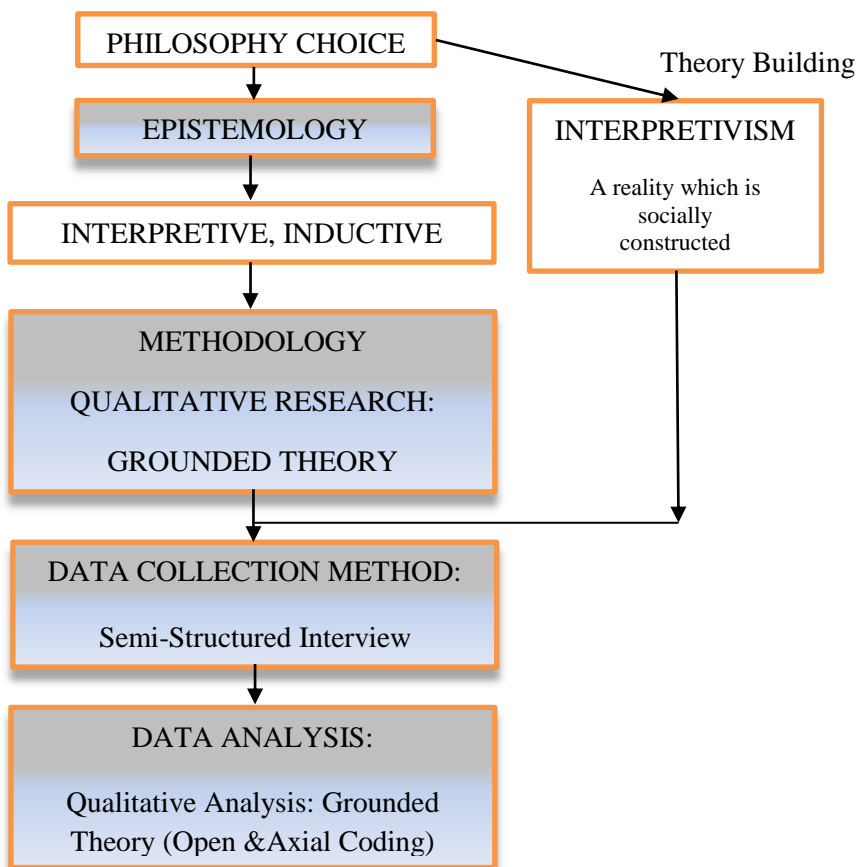 PHILOSOPHY CHOICE
Theory Building
EPISTEMOLOGY
INTERPRETIVISM
A reality which is
socially
constructed
INTERPRETIVE, INDUCTIVE
METHODOLOGY
QUALITATIVE RESEARCH:
GROUNDED THEORY
DATA COLLECTION METHOD:
Semi-Structured Interview
DATA ANALYSIS:
Qualitative Analysis: Grounded
Theory (Open &Axial Coding)